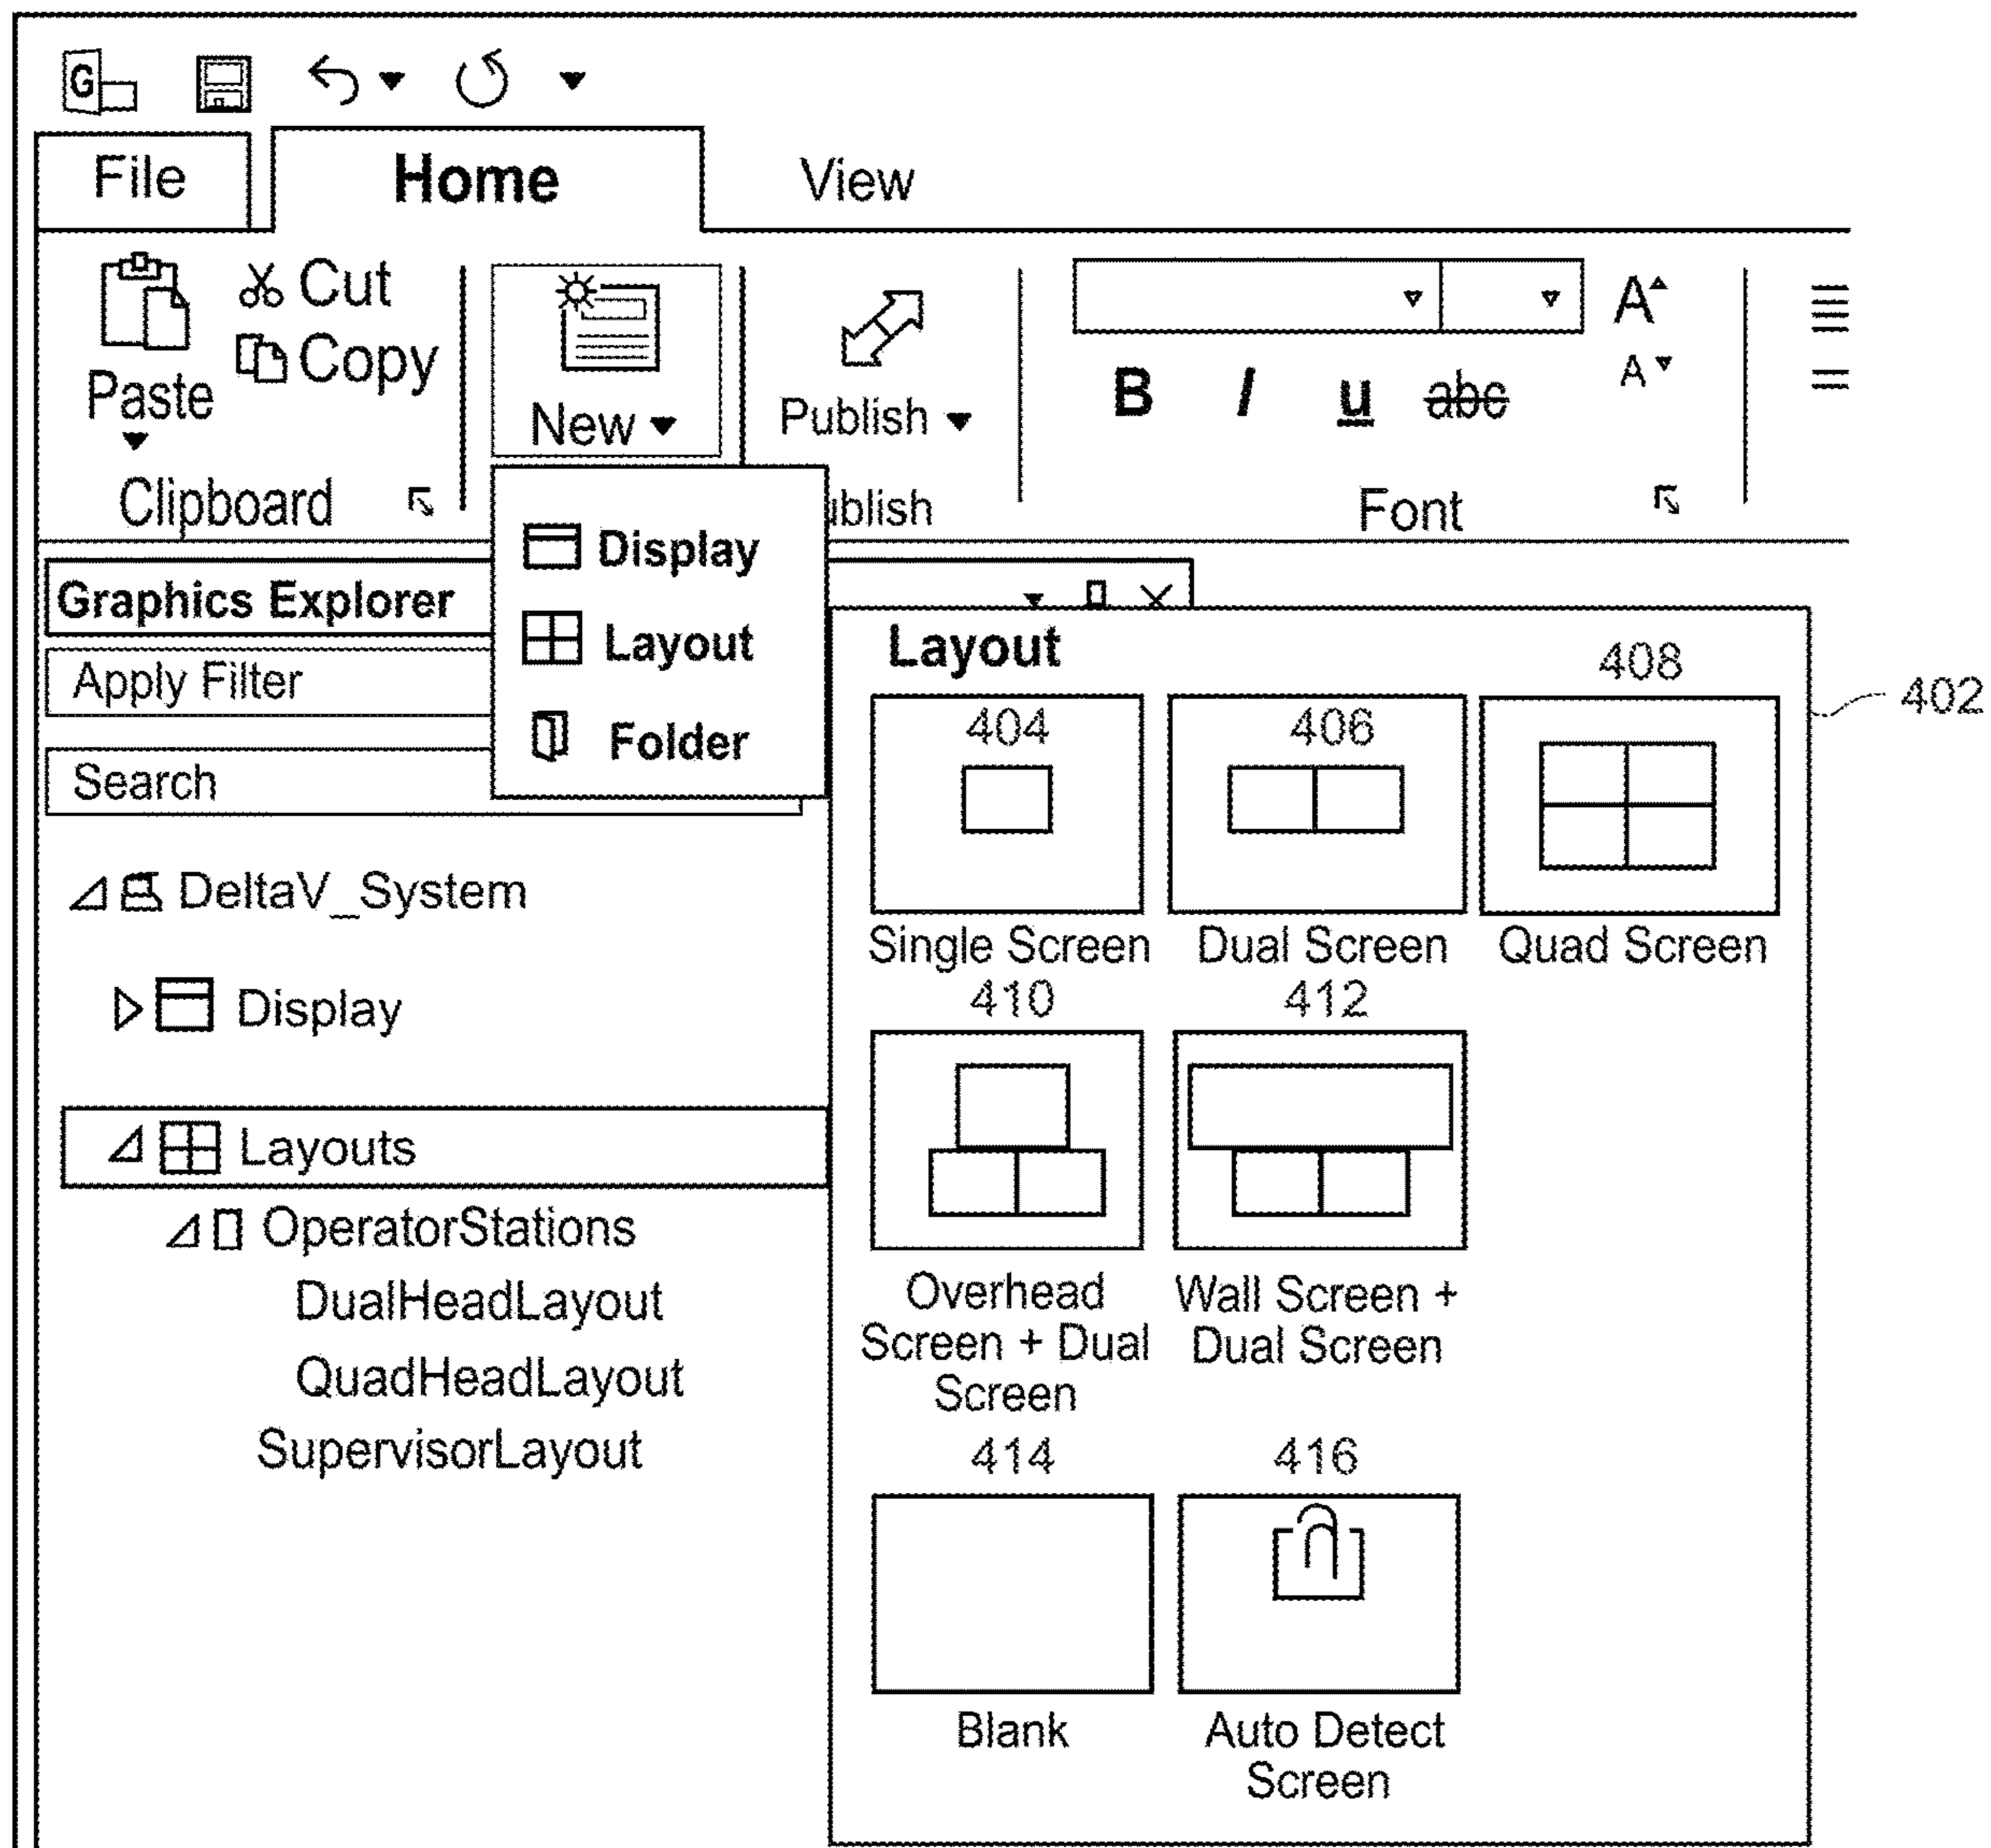 G
File Home View
Cut
Copy
Paste
New
Publish
A
A
B I u abc
Clipboard
ublish
Font
Display
Layout
Folder
Graphics Explorer
Apply Filter
Search
DeltaV_System
Display
Layouts
OperatorStations
DualHeadLayout
QuadHeadLayout
SupervisorLayout
Layout
402
404 406 408
Single Screen Dual Screen Quad Screen
410 412
Overhead
Screen + Dual
Screen
Wall Screen +
Dual Screen
414 416
Blank
Auto Detect
Screen